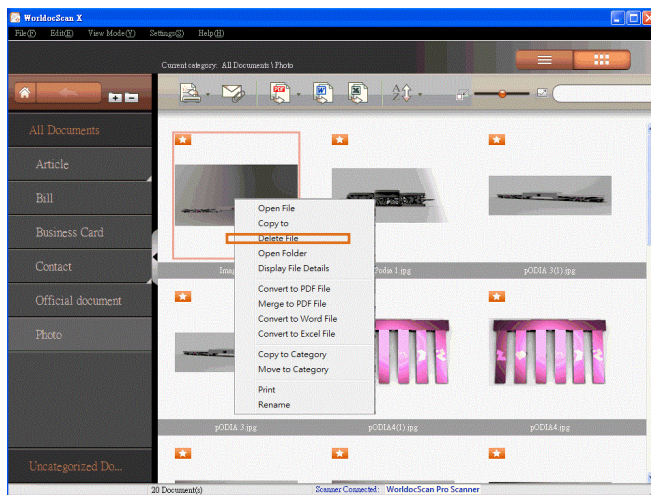 WorldocScan X
File(F) Edit(E) View Mode(Y) Settings(S) Help(H)
Current category: All Documents \ Photo
PDF W X A Z
All Documents
Article
Bill
Business Card
Contact
Official document
Photo
Uncategorized Do...
Open File
Copy to
Delete File
Open Folder
Display File Details
Convert to PDF File
Merge to PDF File
Convert to Word File
Convert to Excel File
Copy to Category
Move to Category
Print
Rename
Podia 1.jpg
pODIA 3(1).jpg
pODIA 3.jpg
pODIA4(1).jpg
pODIA4.jpg
20 Document(s)
Scanner Connected: WorldocScan Pro Scanner